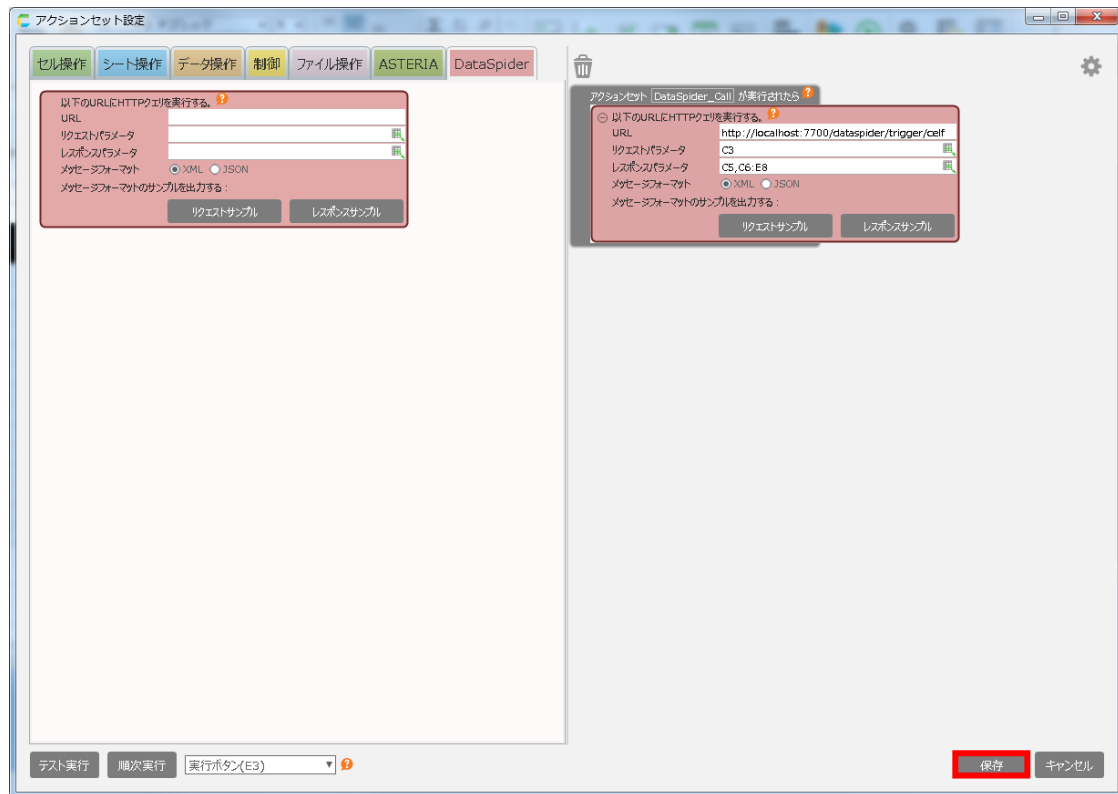 アクションセット設定
セル操作 シート操作 データ操作 制御 ファイル操作 ASTERIA DataSpider
以下のURLにHTTPクエリを実行する。
URL
リクエストパラメータ
レスポンスパラメータ
メッセージフォーマット XML JSON
メッセージフォーマットのサンプルを出力する：
リクエストサンプル レスポンスサンプル
アクションセット DataSpider_Call が実行されたら
以下のURLにHTTPクエリを実行する。
URL http://localhost:7700/dataspider/trigger/celf
リクエストパラメータ C3
レスポンスパラメータ C5,C6:E8
メッセージフォーマット XML JSON
メッセージフォーマットのサンプルを出力する：
リクエストサンプル レスポンスサンプル
テスト実行 順次実行 実行ボタン(E3) 保存 キャンセル